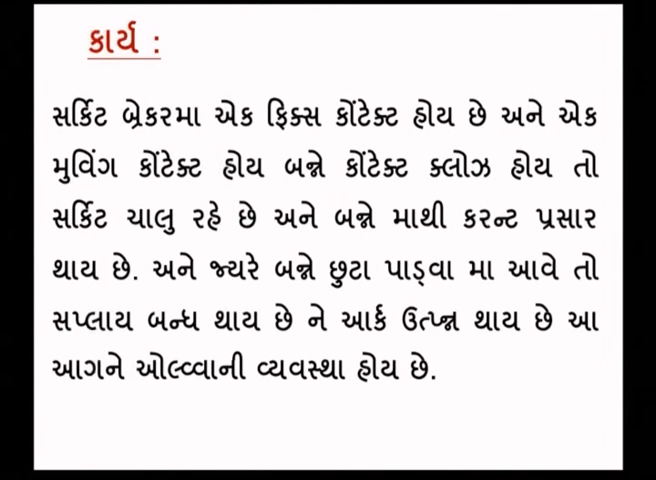 કાર્ય :
સર્કિટ બ્રેકરમા એક ફિક્સ કોંટેક્ટ હોય છે અને એક
મુવિંગ કોંટેક્ટ હોય બન્ને કોંટેક્ટ ક્લોઝ હોય તો
સર્કિટ ચાલુ રહે છે અને બન્ને માથી કરન્ટ પ્રસાર
થાય છે. અને જ્યરે બન્ને છુટા પાડ્વા મા આવે તો
સપ્લાય બન્ધ થાય છે ને આર્ક ઉત્પ્ન્ન થાય છે આ
આગને ઓલ્વ્વાની વ્યવસ્થા હોય છે.